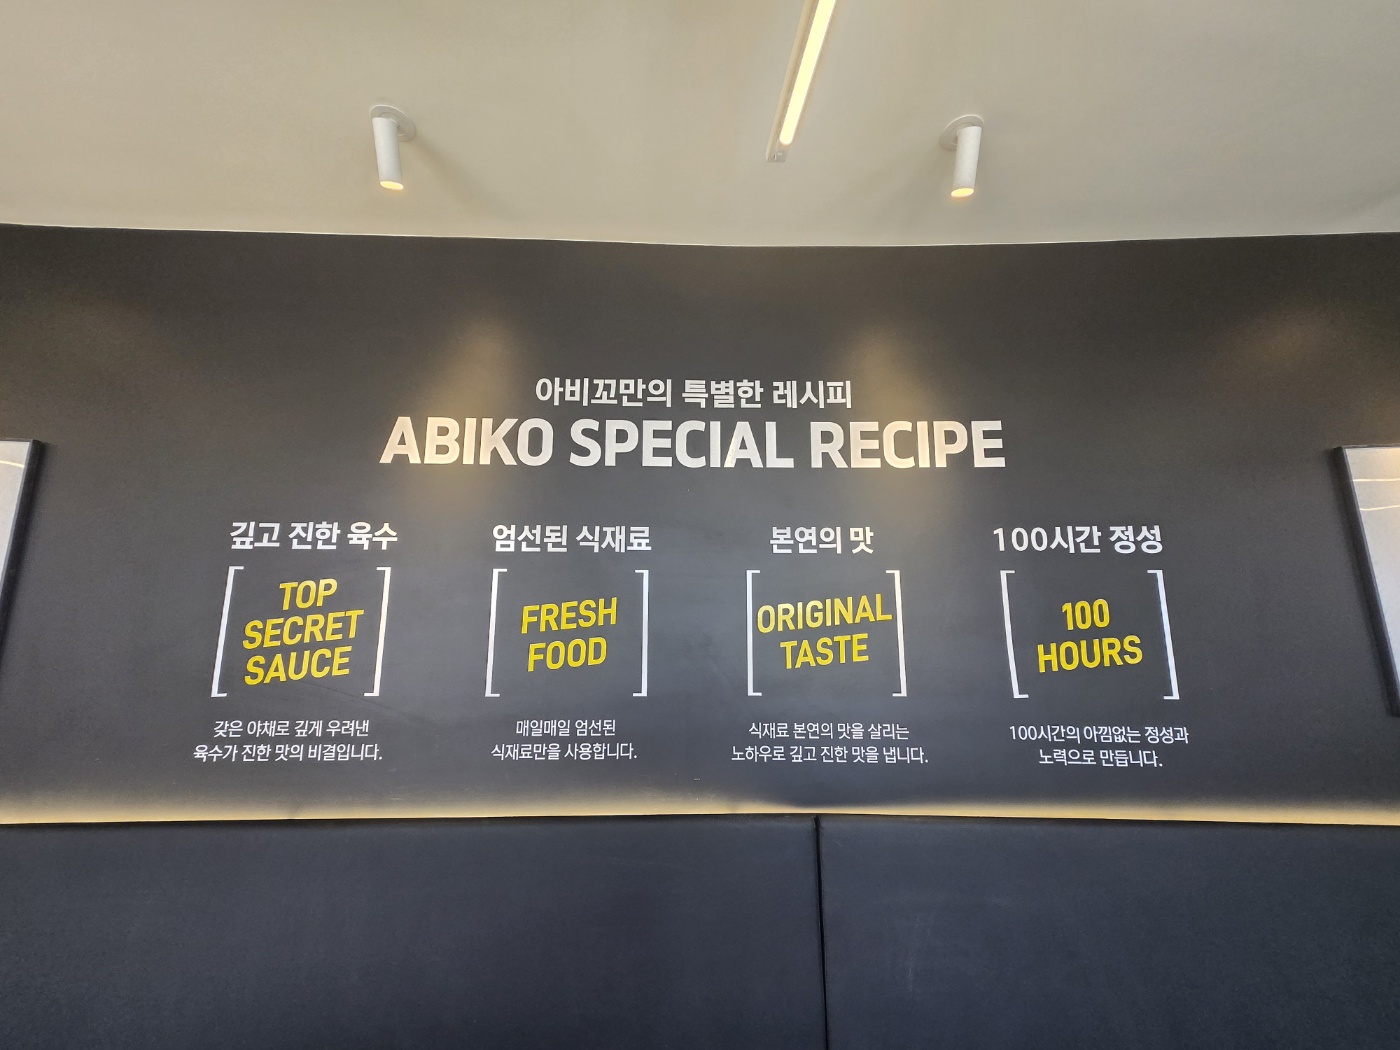 아비꼬만의 특별한 레시피
ABIKO SPECIAL RECIPE
깊고 진한 육수
TOP
SECRET
SAUCE
갖은 야채로 깊게 우려낸
육수가 진한 맛의 비결입니다.
엄선된 식재료
FRESH
FOOD
매일매일 엄선된
식재료만을 사용합니다.
본연의 맛
ORIGINAL
TASTE
식재료 본연의 맛을 살리는
노하우로 깊고 진한 맛을 냅니다.
100시간 정성
100
HOURS
100시간의 아낌없는 정성과
노력으로 만듭니다.